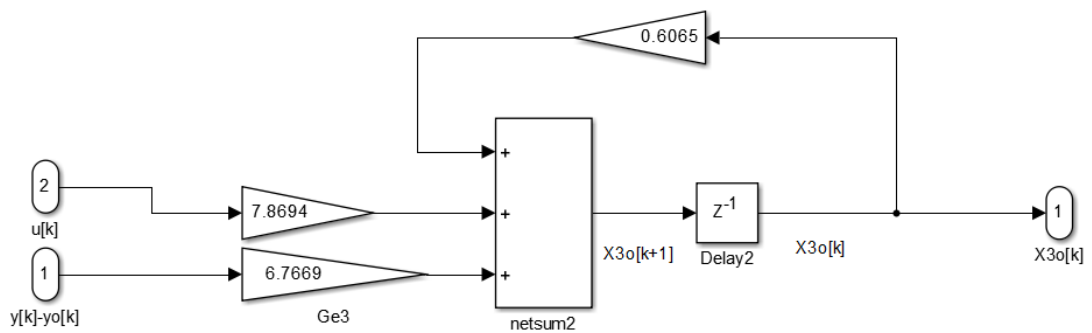 0.6065
+
2
u[k]
7.8694
+
Z-1
1
X3o[k+1]
Delay2
X3o[k]
X3o[k]
1
y[k]-yo[k]
6.7669
+
Ge3
netsum2